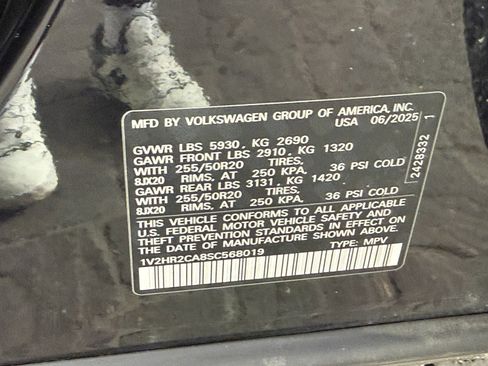 MFD BY VOLKSWAGEN GROUP OF AMERICA, INC.
USA 06/2025
GVWR LBS 5930, KG 2690
GAWR FRONT LBS 2910, KG 1320
WITH 255/50R20 TIRES,
8JX20 RIMS, AT 250 KPA. 36 PSI COLD
GAWR REAR LBS 3131, KG 1420
WITH 255/50R20 TIRES,
8JX20 RIMS, AT 250 KPA. 36 PSI COLD
THIS VEHICLE CONFORMS TO ALL APPLICABLE
U.S. FEDERAL MOTOR VEHICLE SAFETY AND
THEFT PREVENTION STANDARDS IN EFFECT ON
THE DATE OF MANUFACTURE SHOWN ABOVE.
1V2HR2CA8SC568019 TYPE: MPV
2428332 1